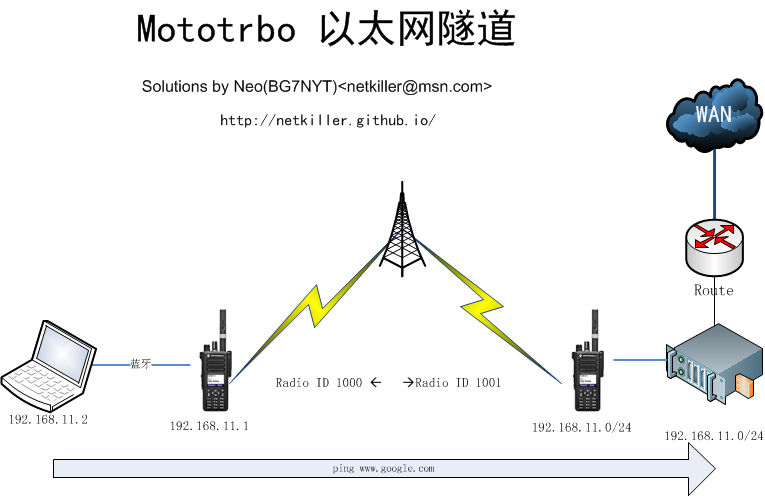 Mototrbo 以太网隧道
Solutions by Neo(BG7NYT)<netkiller@msn.com>
http://netkiller.github.io/
WAN
Route
蓝牙
Radio ID 1000 ← →Radio ID 1001
192.168.11.2
192.168.11.1
192.168.11.0/24
192.168.11.0/24
ping www.google.com